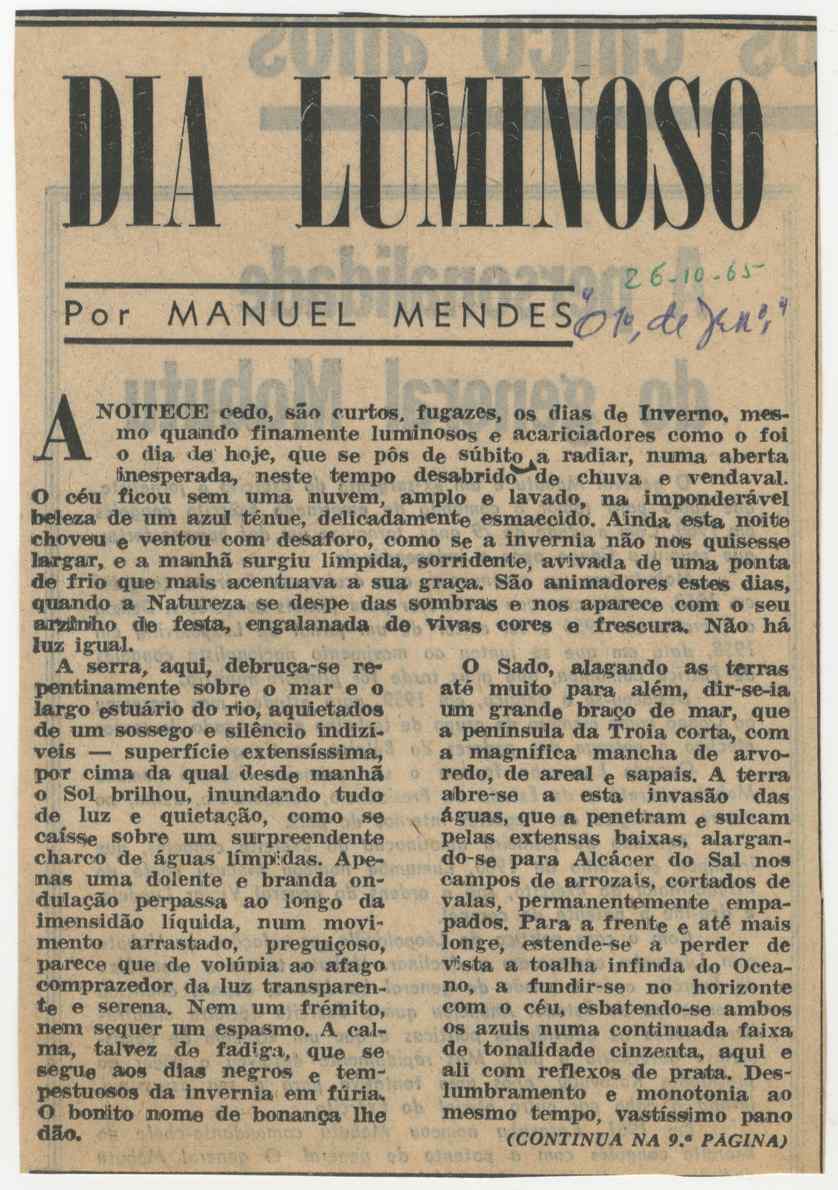 DIA LUMINOSO
26-10-65
Por MANUEL MENDES
"O 1º, de Jenº,"
ANOITECE cedo, são curtos, fugazes, os dias de Inverno, mes-
mo quando finamente luminosos e acariciadores como o foi
o dia de hoje, que se pôs de súbito a radiar, numa aberta
inesperada, neste tempo desabrido de chuva e vendaval.
O céu ficou sem uma nuvem, amplo e lavado, na imponderável
beleza de um azul ténue, delicadamente esmaecido. Ainda esta noite
choveu e ventou com desaforo, como se a invernia não nos quisesse
largar, e a manhã surgiu límpida, sorridente, avivada de uma ponta
de frio que mais acentuava a sua graça. São animadores estes dias,
quando a Natureza se despe das sombras e nos aparece com o seu
arzinho de festa, engalanada de vivas cores e frescura. Não há
luz igual.
A serra, aqui, debruça-se re-
pentinamente sobre o mar e o
largo estuário do rio, aquietados
de um sossego e silêncio indizí-
veis — superfície extensíssima,
por cima da qual desde manhã
o Sol brilhou, inundando tudo
de luz e quietação, como se
caísse sobre um surpreendente
charco de águas límpidas. Ape-
nas uma dolente e branda on-
dulação perpassa ao longo da
imensidão líquida, num movi-
mento arrastado, preguiçoso,
parece que de volúpia ao afago
comprazedor da luz transparen-
te e serena. Nem um frémito,
nem sequer um espasmo. A cal-
ma, talvez de fadiga, que se
segue aos dias negros e tem-
pestuosos da invernia em fúria.
O bonito nome de bonança lhe
dão.
O Sado, alagando as terras
até muito para além, dir-se-ia
um grande braço de mar, que
a península da Troia corta, com
a magnífica mancha de arvo-
redo, de areal e sapais. A terra
abre-se a esta invasão das
águas, que a penetram e sulcam
pelas extensas baixas, alargan-
do-se para Alcácer do Sal nos
campos de arrozais, cortados de
valas, permanentemente empa-
pados. Para a frente e até mais
longe, estende-se a perder de
vista a toalha infinda do Ocea-
no, a fundir-se no horizonte
com o céu, esbatendo-se ambos
os azuis numa continuada faixa
de tonalidade cinzenta, aqui e
ali com reflexos de prata. Des-
lumbramento e monotonia ao
mesmo tempo, vastíssimo pano
(CONTINUA NA 9.ª PÁGINA)